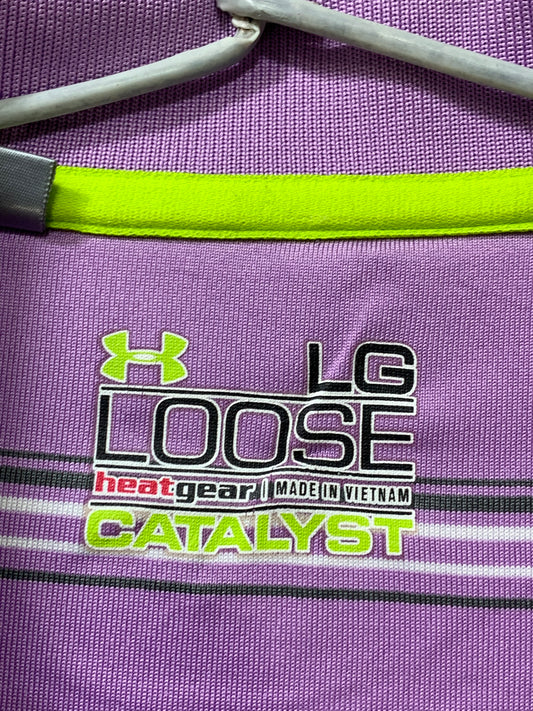 LG
LOOSE
heatgear | MADE IN VIETNAM
CATALYST